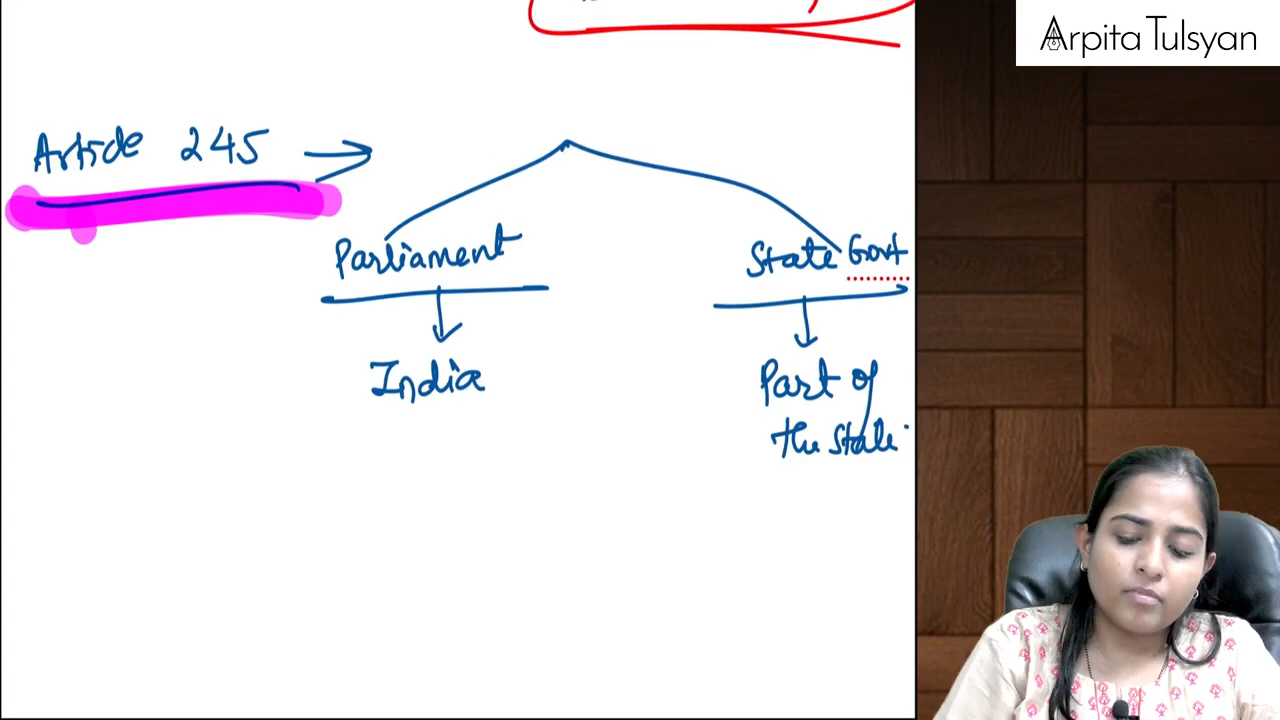 Arpita Tulsyan
Article 245
Parliament
State Govt
India
Part of
the State